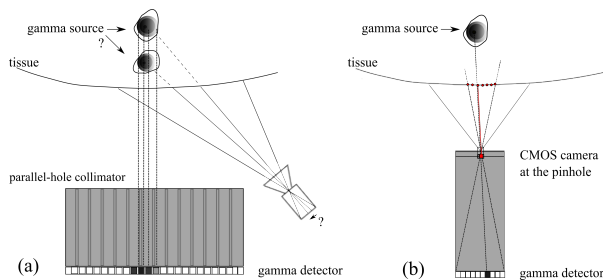 gamma source
?
tissue
parallel-hole collimator
?
(a)
gamma detector
gamma source
tissue
CMOS camera
at the pinhole
(b)
gamma detector